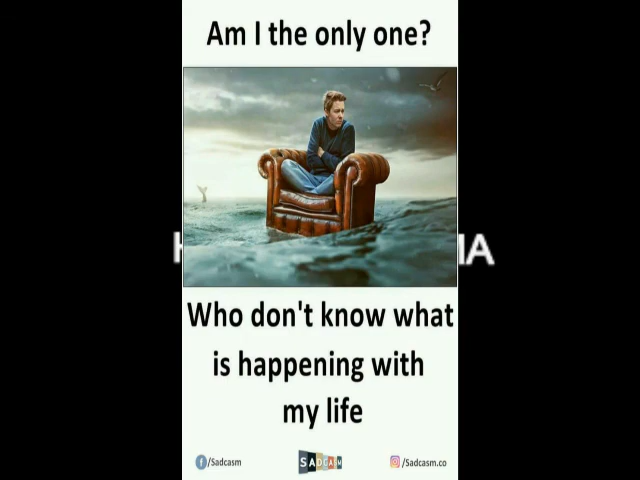 Am I the only one?
Who don't know what
is happening with
my life
/Sadcasm
SADCASM
/Sadcasm.co